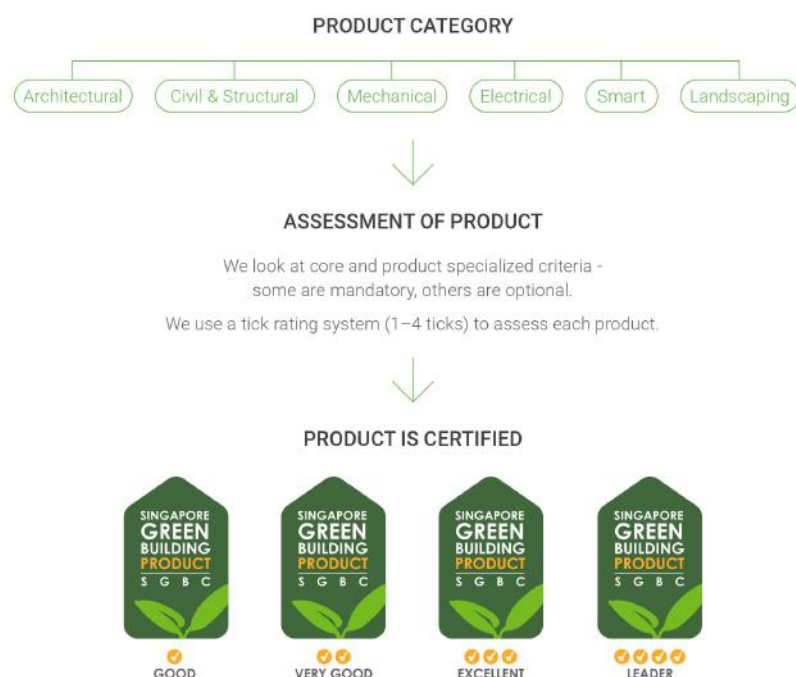 PRODUCT CATEGORY
Architectural Civil & Structural Mechanical Electrical Smart Landscaping
ASSESSMENT OF PRODUCT
We look at core and product specialized criteria -
some are mandatory, others are optional.
We use a tick rating system (1–4 ticks) to assess each product.
PRODUCT IS CERTIFIED
SINGAPORE
GREEN
BUILDING
PRODUCT
S G B C
GOOD
SINGAPORE
GREEN
BUILDING
PRODUCT
S G B C
VERY GOOD
SINGAPORE
GREEN
BUILDING
PRODUCT
S G B C
EXCELLENT
SINGAPORE
GREEN
BUILDING
PRODUCT
S G B C
LEADER